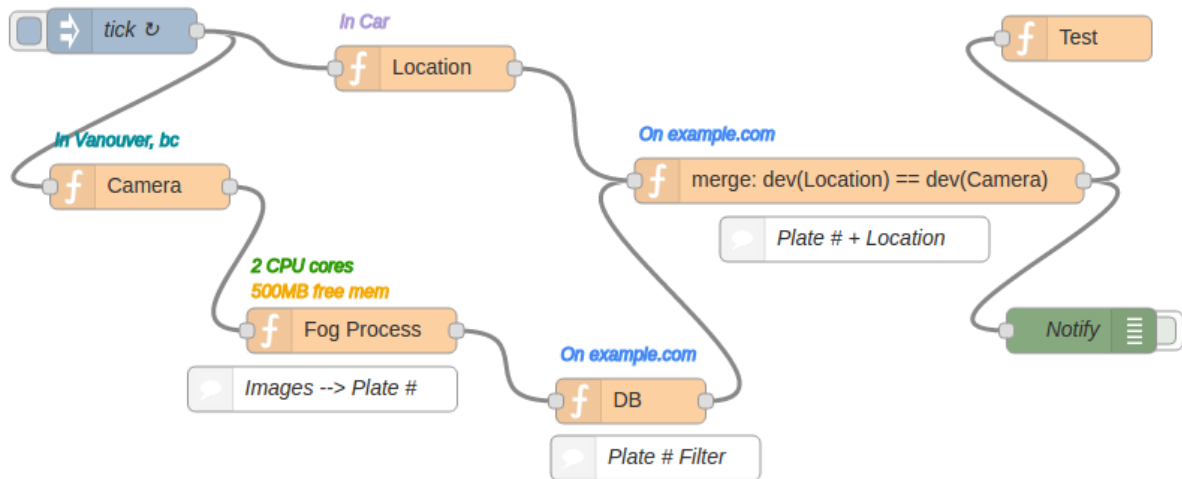 tick ↻
In Car
Location
Test
In Vanouver, bc
Camera
On example.com
merge: dev(Location) == dev(Camera)
Plate # + Location
2 CPU cores
500MB free mem
Fog Process
Notify
Images --> Plate #
On example.com
DB
Plate # Filter